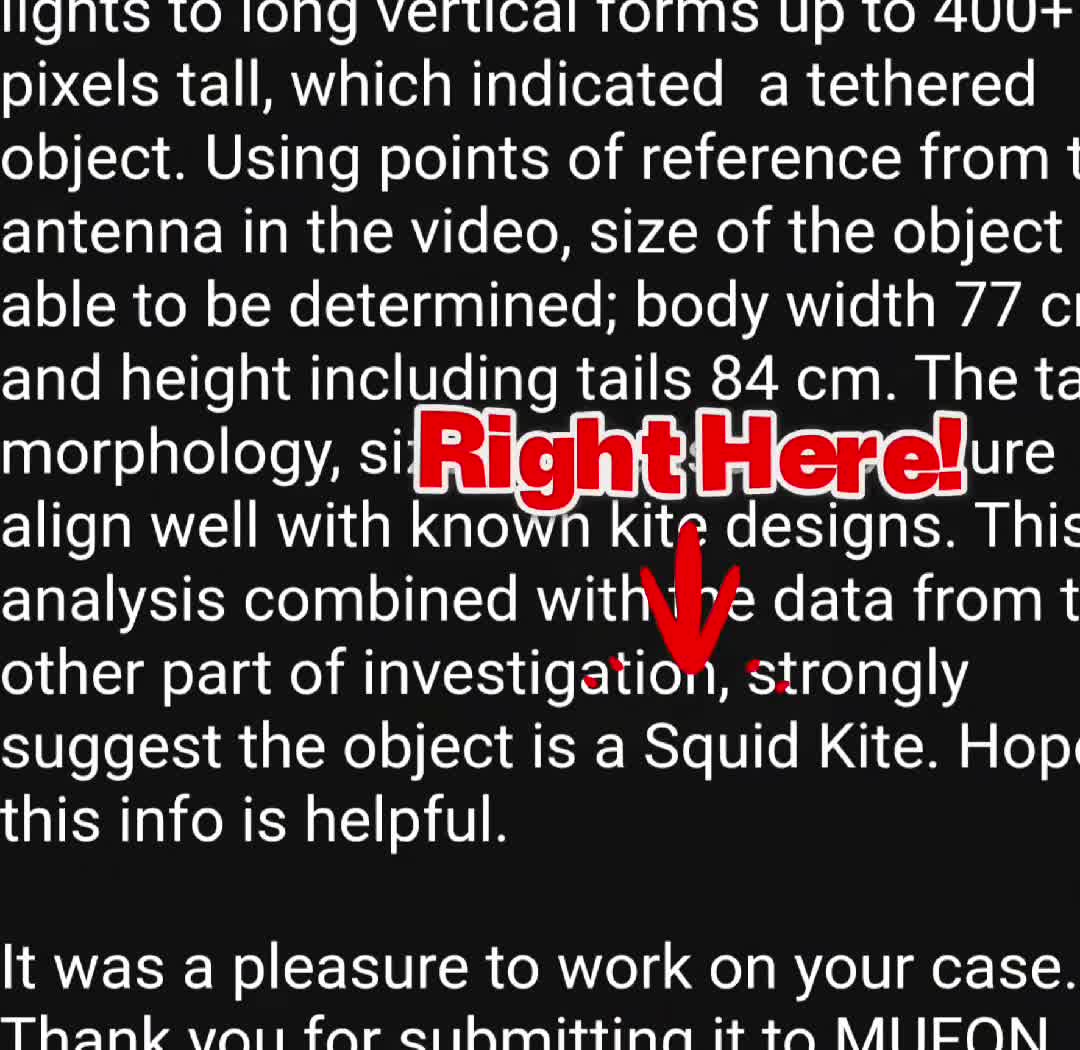 lights to long vertical forms up to 400+
pixels tall, which indicated a tethered
object. Using points of reference from
antenna in the video, size of the object
able to be determined; body width 77
and height including tails 84 cm. The
morphology,
Right Here!
align well with known kite designs. This
analysis combined with the data from
other part of investigation, strongly
suggest the object is a Squid Kite. Hope
this info is helpful.
It was a pleasure to work on your case.
Thank you for submitting it to MUFON